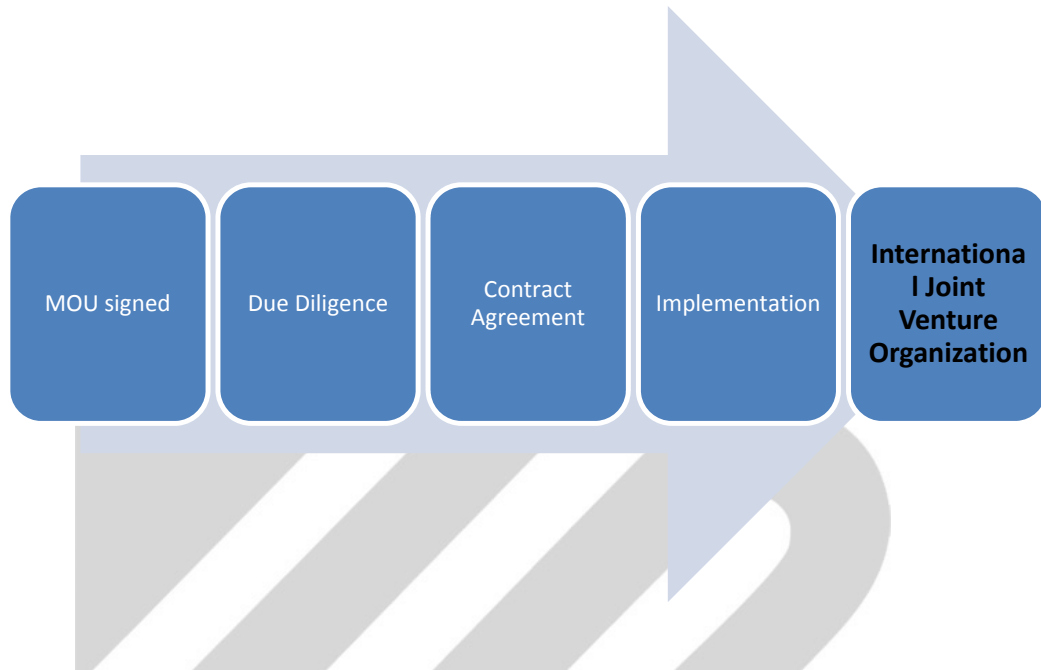 MOU signed
Due Diligence
Contract
Agreement
Implementation
Internationa
l Joint
Venture
Organization